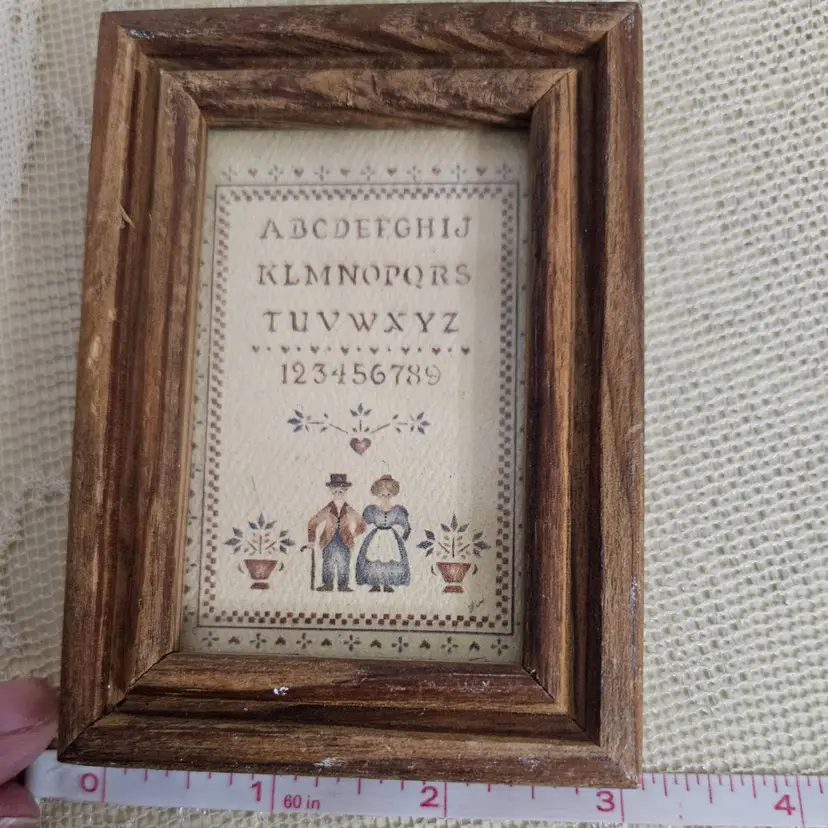 ABCDEFGHIJ
KLMNOPQRS
TUVWXYZ
123456789
0 1 60 in 2 3 4